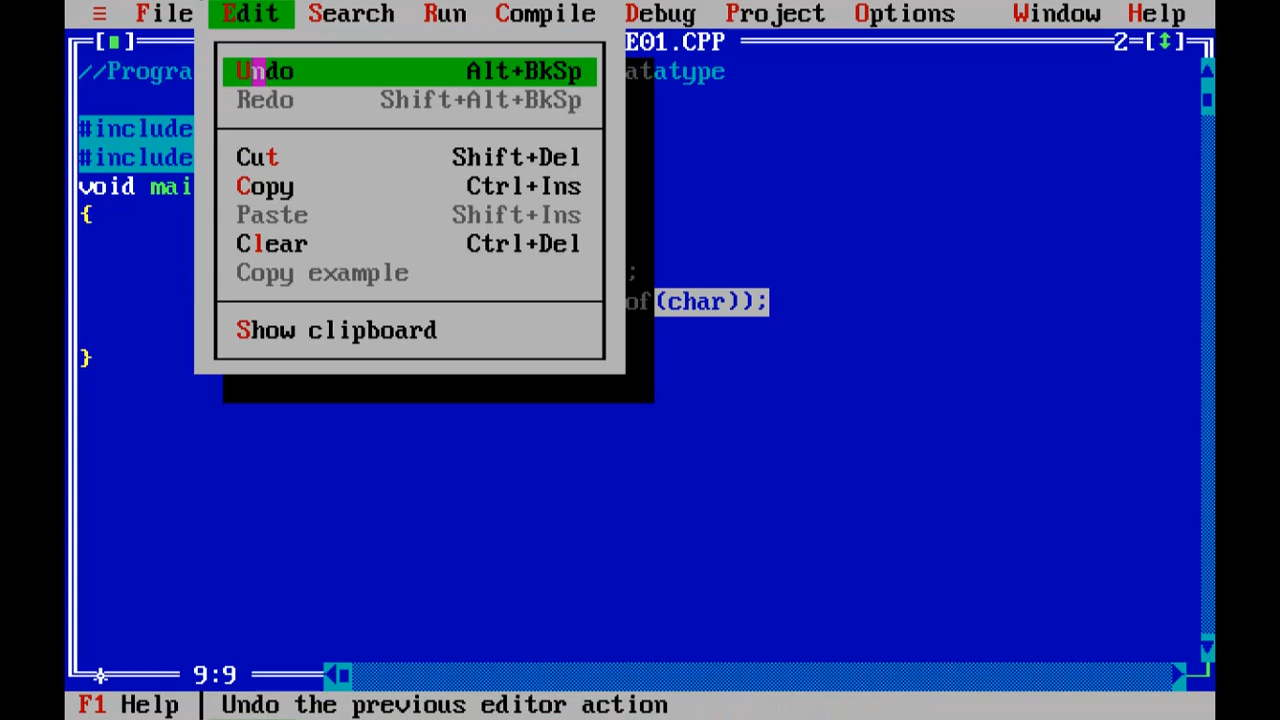 ≡ File Edit Search Run Compile Debug Project Options Window Help
E01.CPP 2=[↕]
//Progra atatype
Undo Alt+BkSp
Redo Shift+Alt+BkSp
#include
#include
Cut Shift+Del
void mai
Copy Ctrl+Ins
{
Paste Shift+Ins
Clear Ctrl+Del
Copy example ;
of(char));
Show clipboard
}
9:9
F1 Help Undo the previous editor action